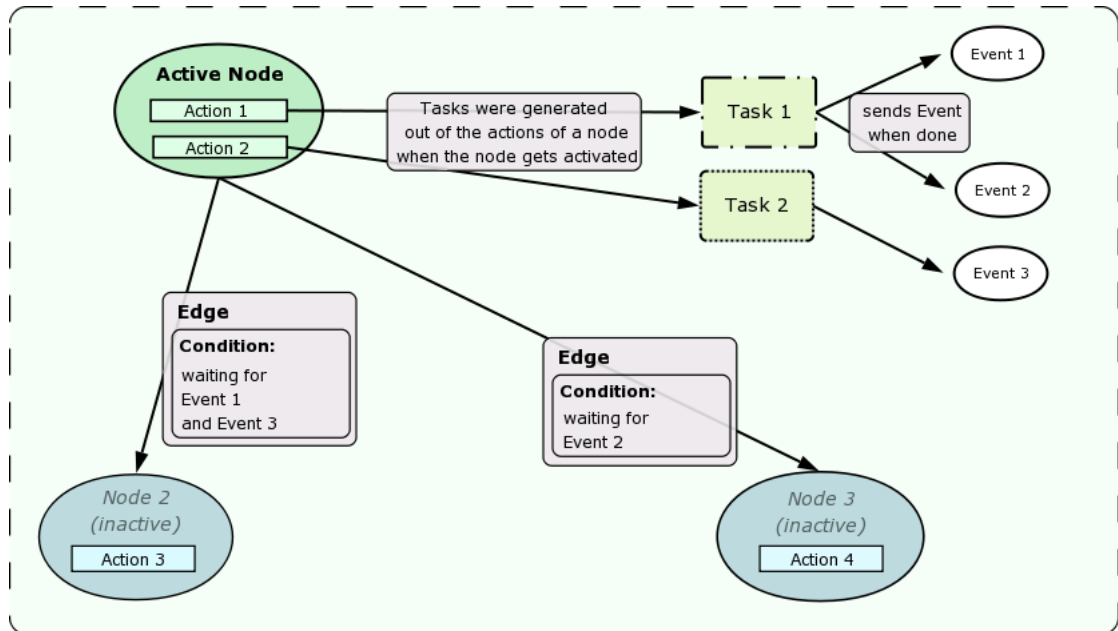 Active Node
Action 1
Action 2
Tasks were generated
out of the actions of a node
when the node gets activated
Task 1
Task 2
sends Event
when done
Event 1
Event 2
Event 3
Edge
Condition:
waiting for
Event 1
and Event 3
Edge
Condition:
waiting for
Event 2
Node 2
(inactive)
Action 3
Node 3
(inactive)
Action 4